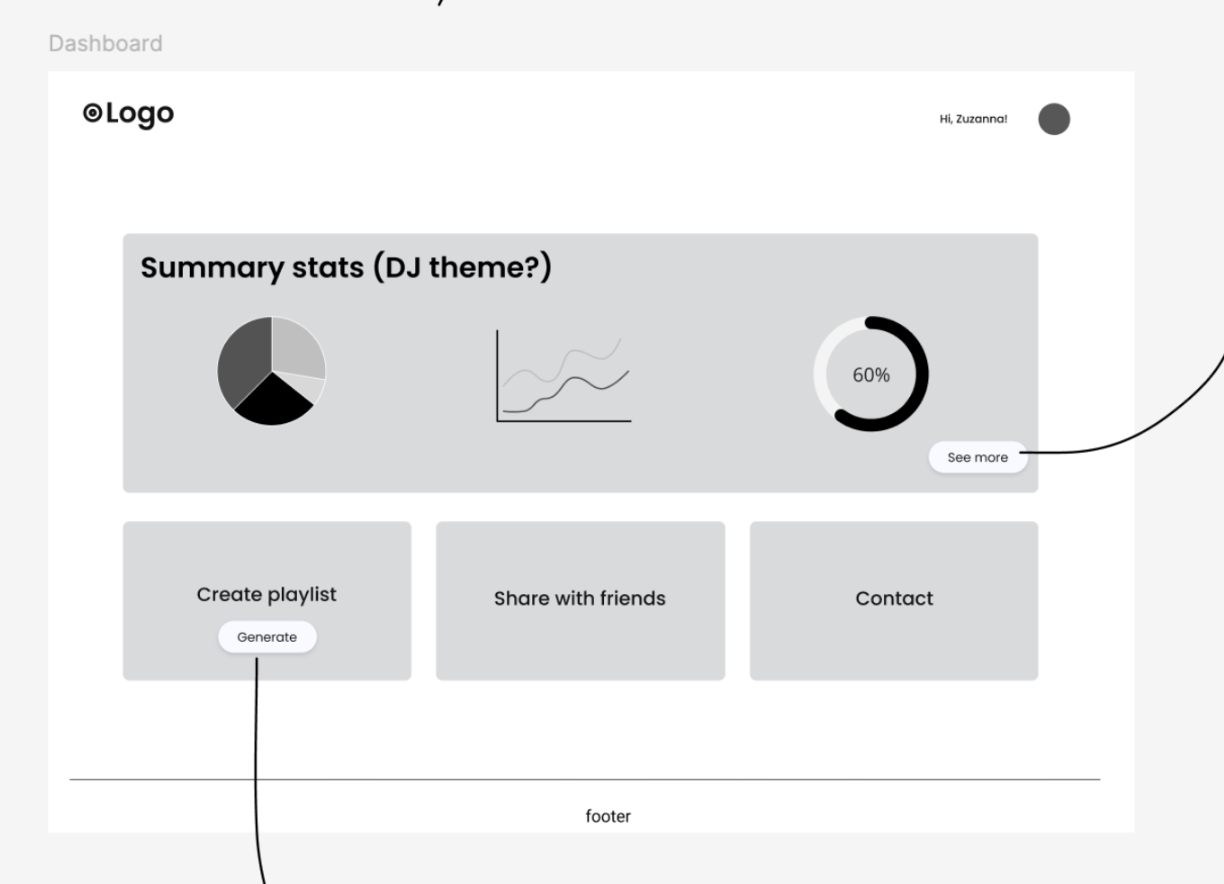 Dashboard
Logo
Hi, Zuzanna!
Summary stats (DJ theme?)
60%
See more
Create playlist
Generate
Share with friends
Contact
footer